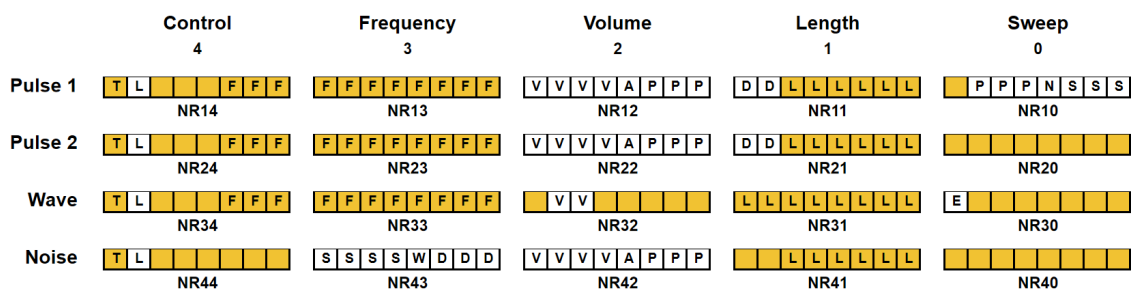 Control Frequency Volume Length Sweep
4 3 2 1 0
Pulse 1 T L F F F F F F F F F F F V V V V A P P P D D L L L L L L P P P N S S S
NR14 NR13 NR12 NR11 NR10
Pulse 2 T L F F F F F F F F F F F V V V V A P P P D D L L L L L L
NR24 NR23 NR22 NR21 NR20
Wave T L F F F F F F F F F F F V V L L L L L L L L E
NR34 NR33 NR32 NR31 NR30
Noise T L S S S S W D D D V V V V A P P P L L L L L L
NR44 NR43 NR42 NR41 NR40